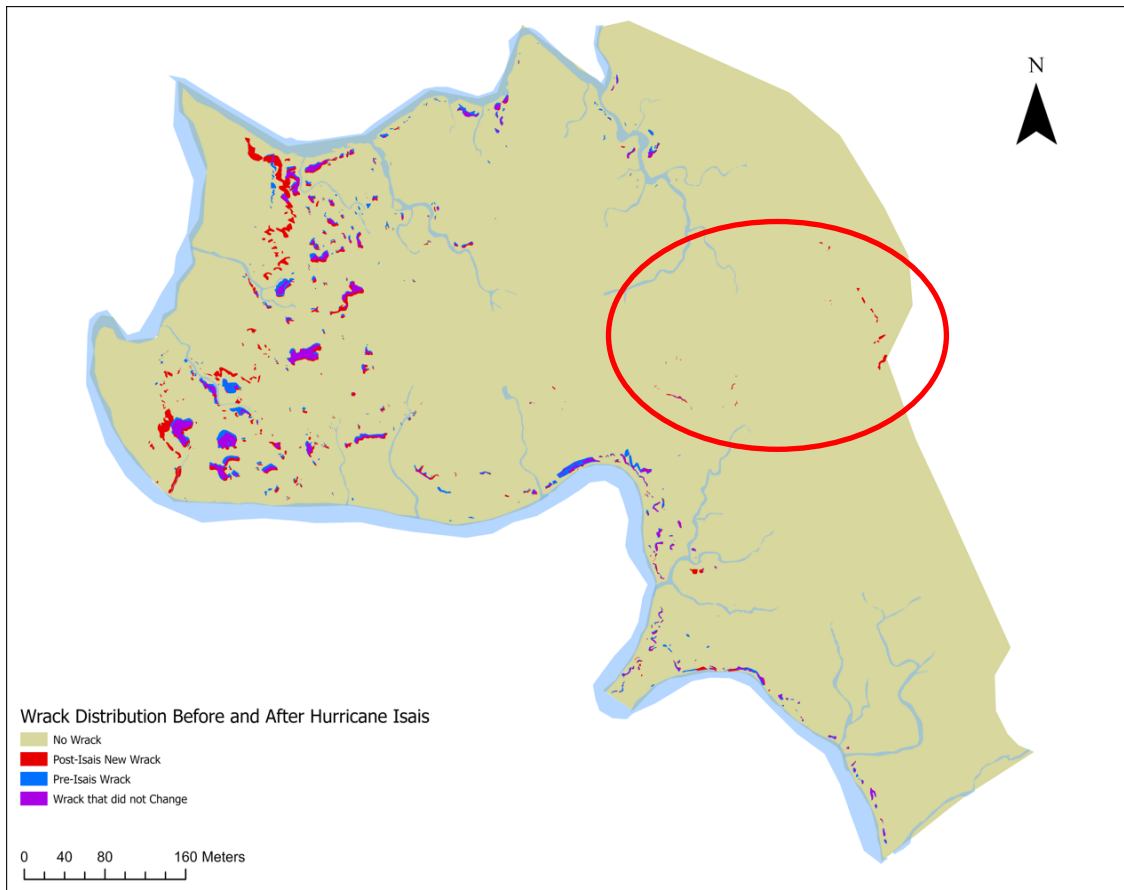 N
Wrack Distribution Before and After Hurricane Isais
No Wrack
Post-Isais New Wrack
Pre-Isais Wrack
Wrack that did not Change
0 40 80 160 Meters